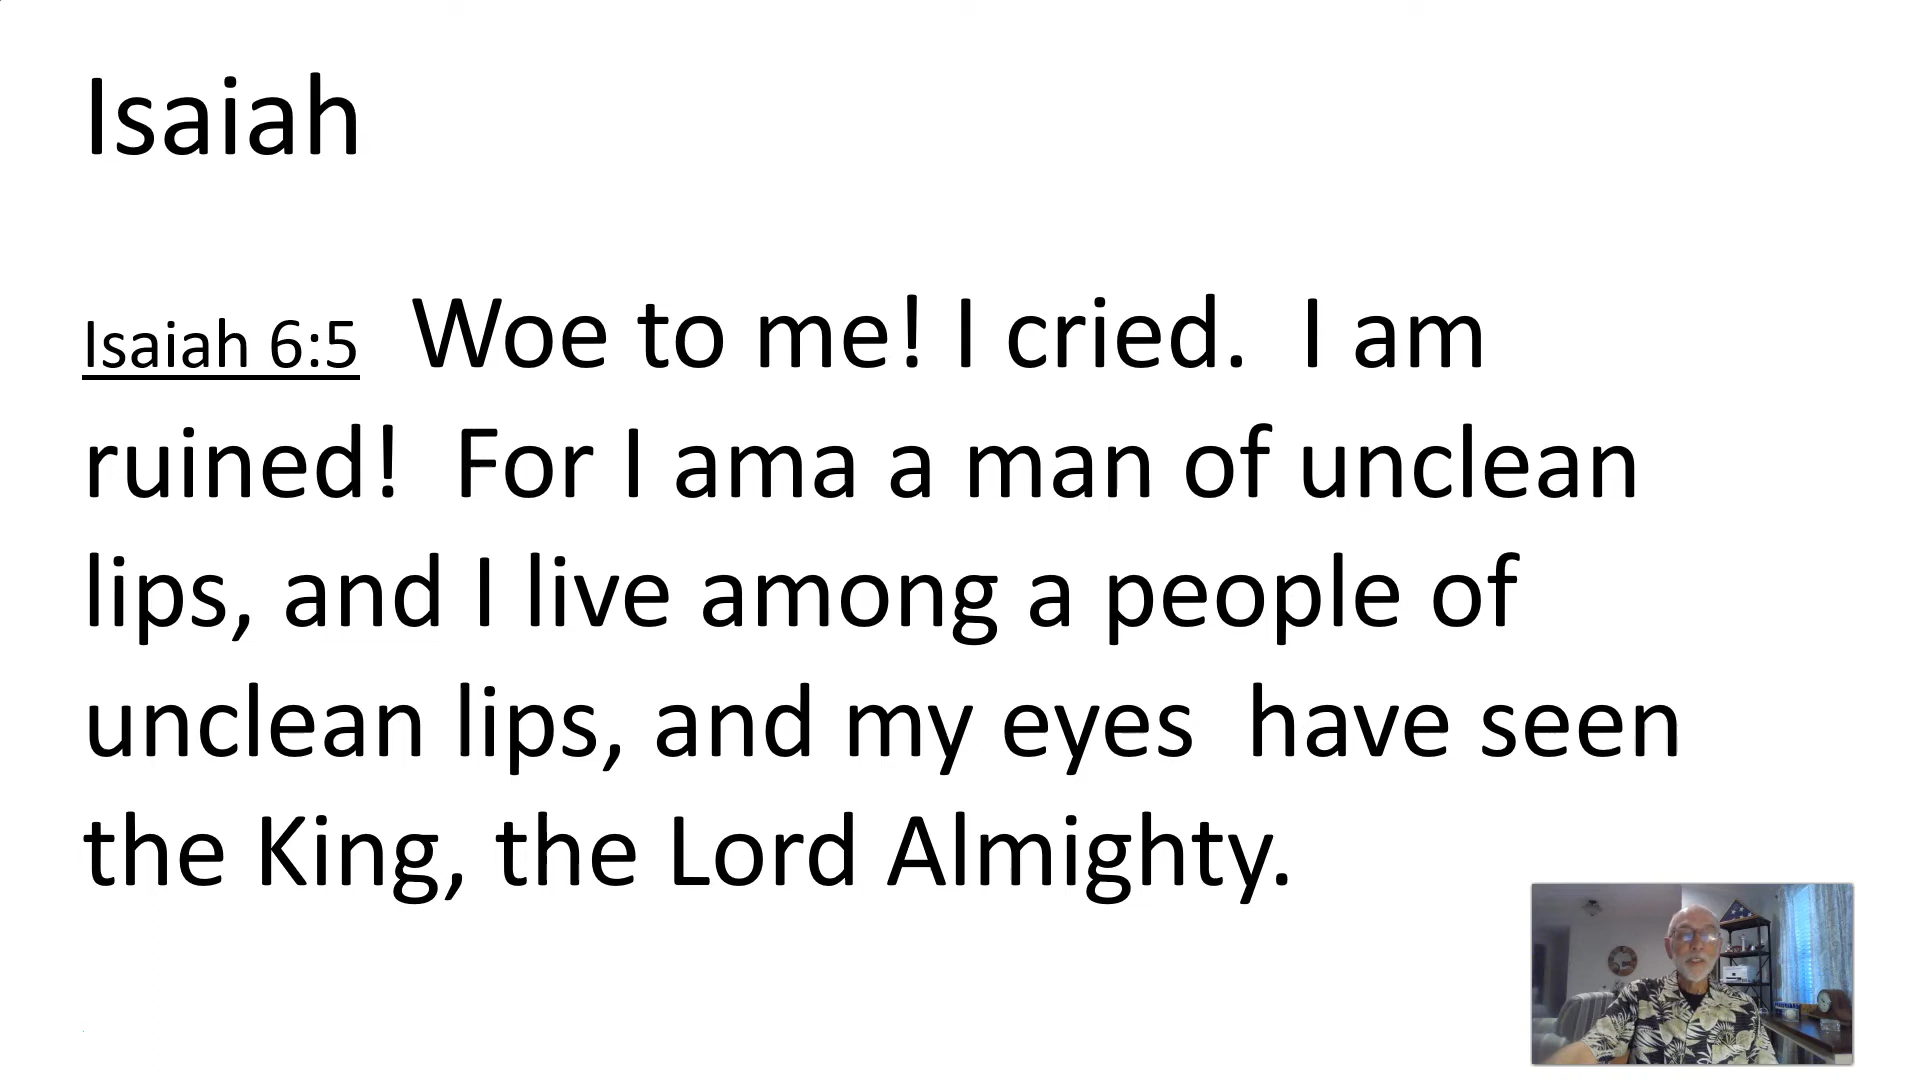 Isaiah
Isaiah 6:5  Woe to me! I cried.  I am
ruined!  For I ama a man of unclean
lips, and I live among a people of
unclean lips, and my eyes  have seen
the King, the Lord Almighty.